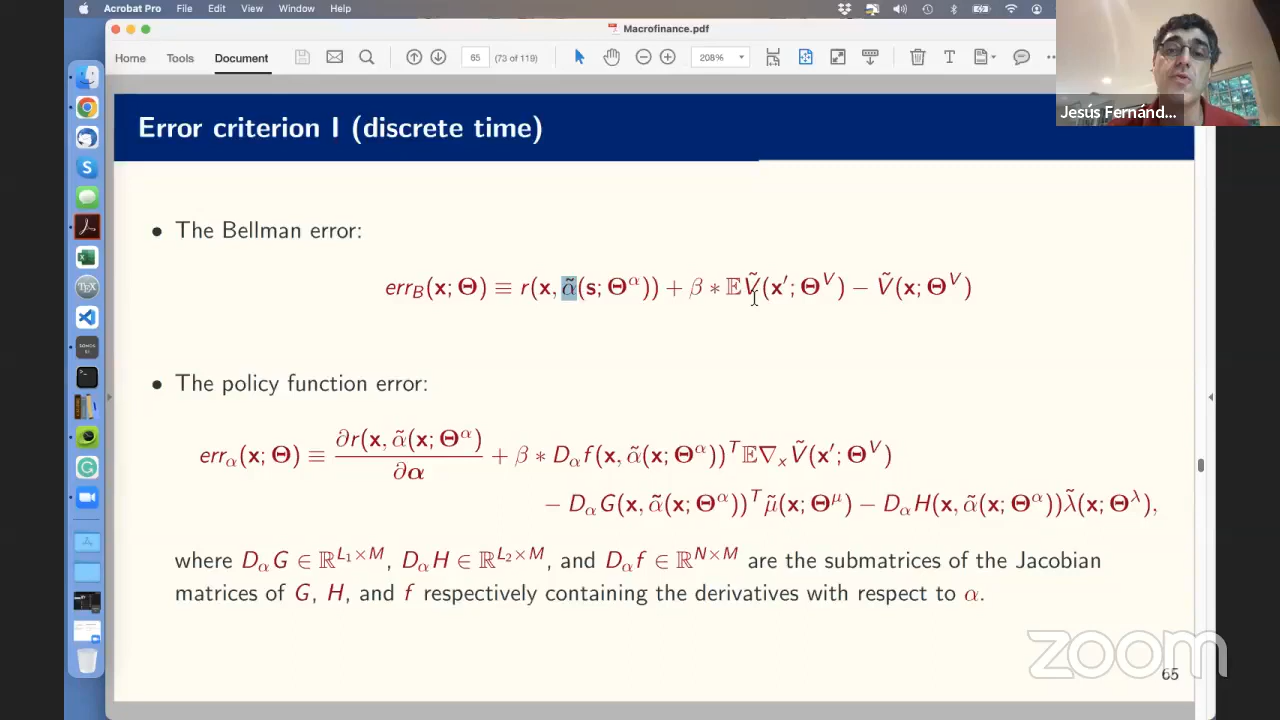 Acrobat Pro File Edit View Window Help
Macrofinance.pdf
Home Tools Document 65 (73 of 119) 208%
Jesús Fernánd...
Error criterion I (discrete time)
• The Bellman error:
err_B(x; Θ) ≡ r(x, α̃(s; Θ^α)) + β * 𝔼Ṽ(x′; Θ^V) − Ṽ(x; Θ^V)
• The policy function error:
err_α(x; Θ) ≡ ∂r(x, α̃(x; Θ^α)) / ∂α + β * D_α f(x, α̃(x; Θ^α))^T 𝔼∇_x Ṽ(x′; Θ^V)
− D_α G(x, α̃(x; Θ^α))^T μ̃(x; Θ^μ) − D_α H(x, α̃(x; Θ^α))λ̃(x; Θ^λ),
where D_α G ∈ ℝ^{L_1×M}, D_α H ∈ ℝ^{L_2×M}, and D_α f ∈ ℝ^{N×M} are the submatrices of the Jacobian
matrices of G, H, and f respectively containing the derivatives with respect to α.
zoom
65